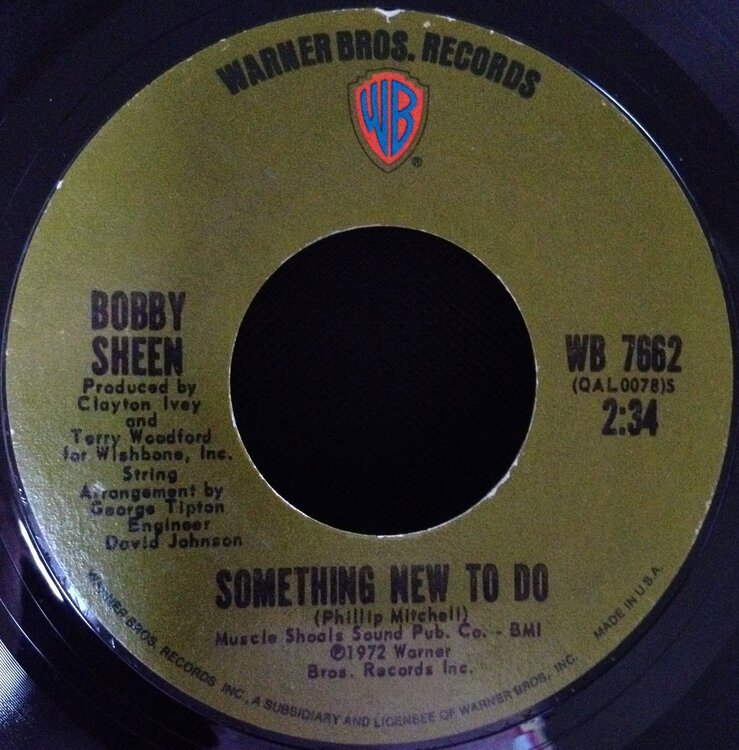 WARNER BROS. RECORDS
WB
®
BOBBY
SHEEN
Produced by
Clayton Ivey
and
Terry Woodford
for Wishbone, Inc.
String
Arrangement by
George Tipton
Engineer
David Johnson
WB 7662
(QAL0078)S
2:34
SOMETHING NEW TO DO
(Phillip Mitchell)
Muscle Shoals Sound Pub. Co. - BMI
℗1972 Warner
Bros. Records Inc.
WARNER BROS. RECORDS INC., A SUBSIDIARY AND LICENSEE OF WARNER BROS., INC.
MADE IN U.S.A.